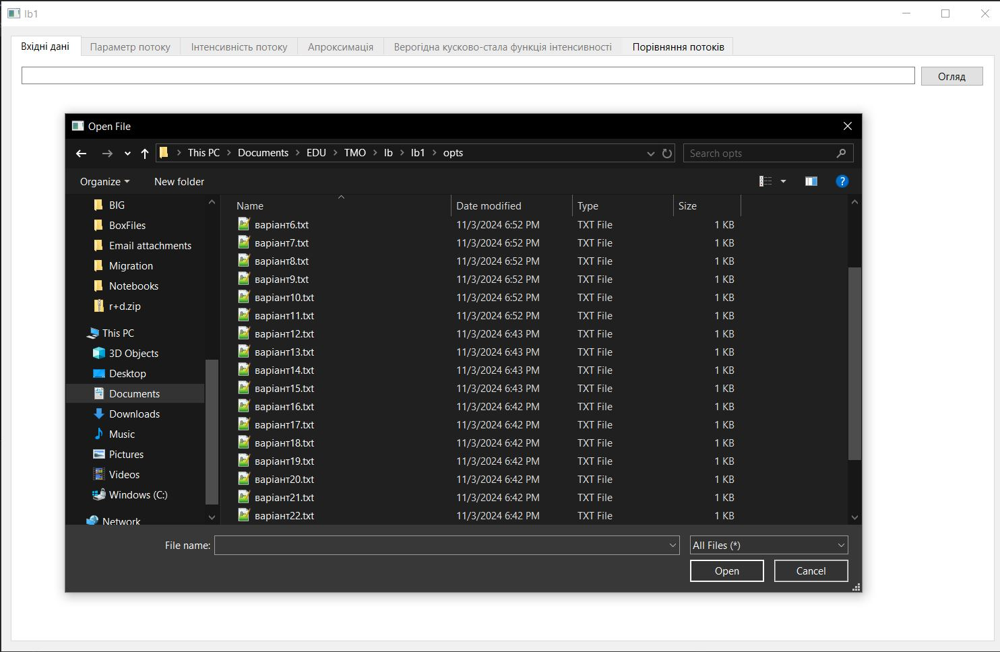 lb1
Вхідні дані Параметр потоку Інтенсивність потоку Апроксимація Верогідна кусково-стала функція інтенсивності Порівняння потоків
Огляд
Open File
This PC > Documents > EDU > TMO > lb > lb1 > opts
Search opts
Organize New folder
BIG
BoxFiles
Email attachments
Migration
Notebooks
r+d.zip
This PC
3D Objects
Desktop
Documents
Downloads
Music
Pictures
Videos
Windows (C:)
Network
Name Date modified Type Size
варіант6.txt 11/3/2024 6:52 PM TXT File 1 KB
варіант7.txt 11/3/2024 6:52 PM TXT File 1 KB
варіант8.txt 11/3/2024 6:52 PM TXT File 1 KB
варіант9.txt 11/3/2024 6:52 PM TXT File 1 KB
варіант10.txt 11/3/2024 6:52 PM TXT File 1 KB
варіант11.txt 11/3/2024 6:52 PM TXT File 1 KB
варіант12.txt 11/3/2024 6:43 PM TXT File 1 KB
варіант13.txt 11/3/2024 6:43 PM TXT File 1 KB
варіант14.txt 11/3/2024 6:43 PM TXT File 1 KB
варіант15.txt 11/3/2024 6:43 PM TXT File 1 KB
варіант16.txt 11/3/2024 6:42 PM TXT File 1 KB
варіант17.txt 11/3/2024 6:42 PM TXT File 1 KB
варіант18.txt 11/3/2024 6:42 PM TXT File 1 KB
варіант19.txt 11/3/2024 6:42 PM TXT File 1 KB
варіант20.txt 11/3/2024 6:42 PM TXT File 1 KB
варіант21.txt 11/3/2024 6:42 PM TXT File 1 KB
варіант22.txt 11/3/2024 6:42 PM TXT File 1 KB
File name: All Files (*)
Open Cancel